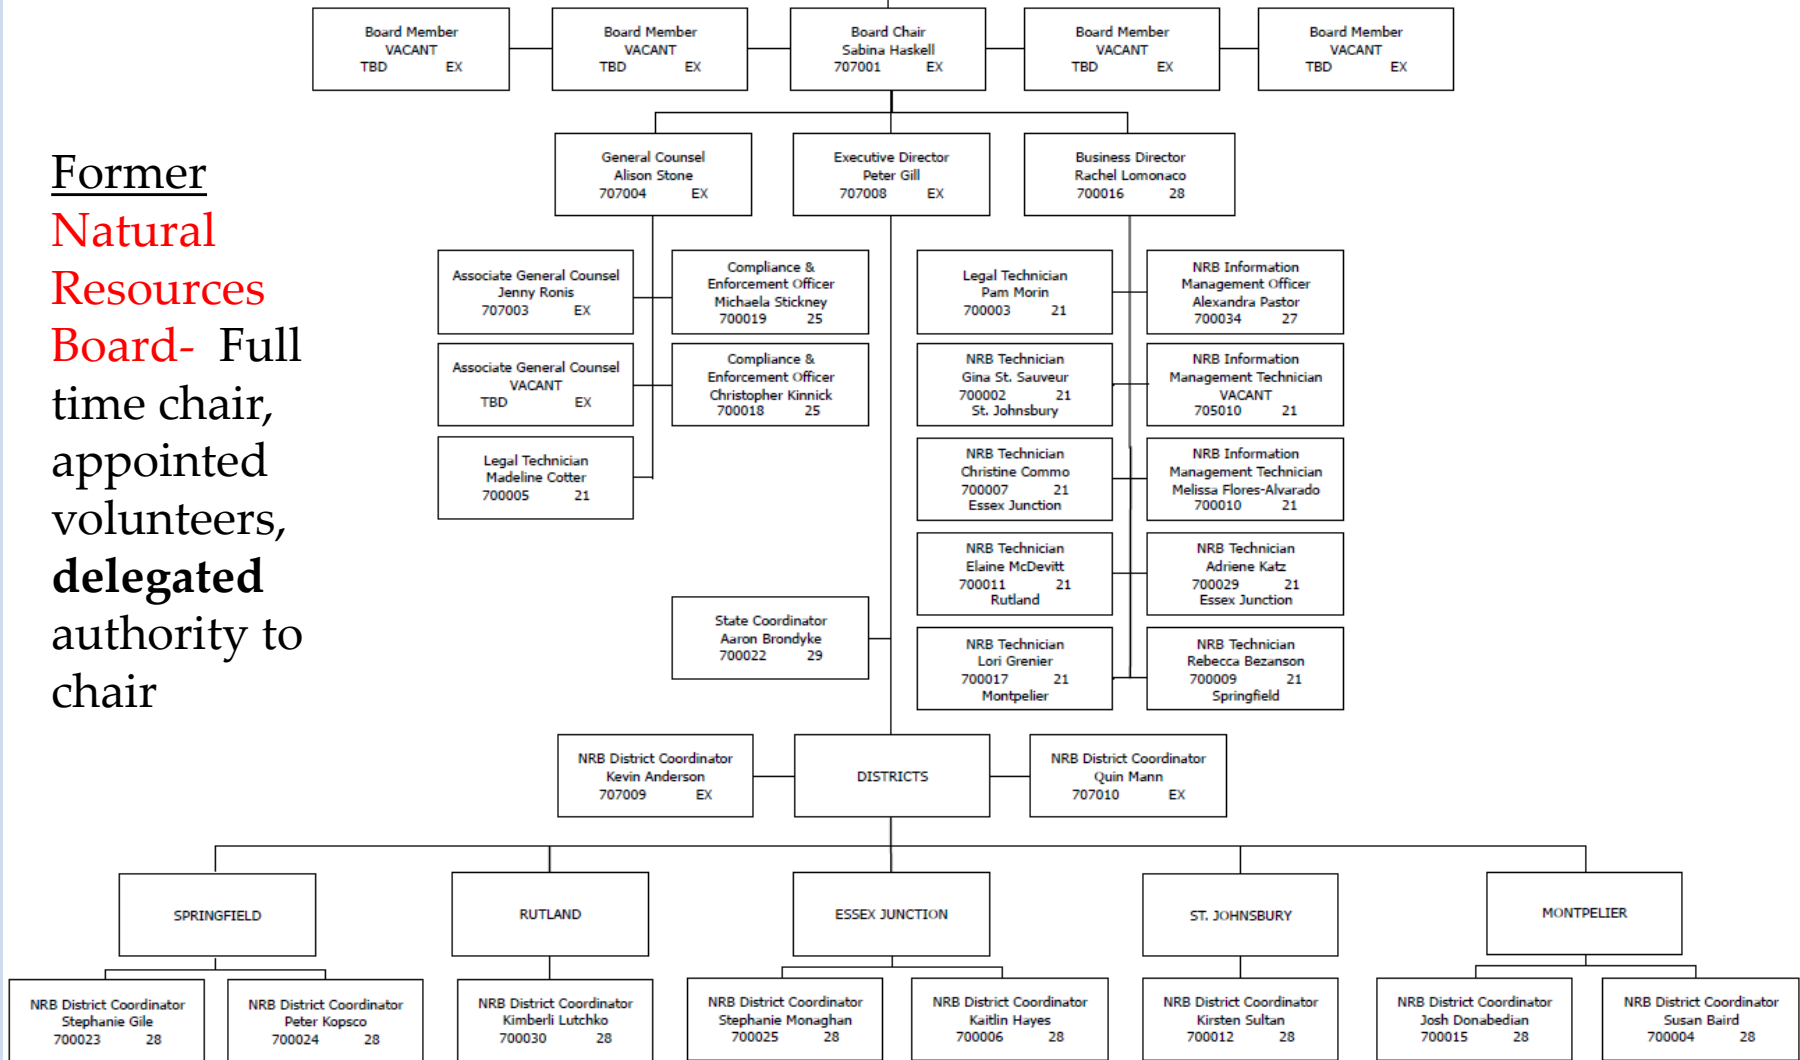 Board Member
VACANT
TBD EX
Board Member
VACANT
TBD EX
Board Chair
Sabina Haskell
707001 EX
Board Member
VACANT
TBD EX
Board Member
VACANT
TBD EX
Former
Natural
Resources
Board- Full
time chair,
appointed
volunteers,
delegated
authority to
chair
General Counsel
Alison Stone
707004 EX
Executive Director
Peter Gill
707008 EX
Business Director
Rachel Lomonaco
700016 28
Associate General Counsel
Jenny Ronis
707003 EX
Compliance &
Enforcement Officer
Michaela Stickney
700019 25
Associate General Counsel
VACANT
TBD EX
Compliance &
Enforcement Officer
Christopher Kinnick
700018 25
Legal Technician
Madeline Cotter
700005 21
Legal Technician
Pam Morin
700003 21
NRB Information
Management Officer
Alexandra Pastor
700034 27
NRB Technician
Gina St. Sauveur
700002 21
St. Johnsbury
NRB Information
Management Technician
VACANT
705010 21
NRB Technician
Christine Commo
700007 21
Essex Junction
NRB Information
Management Technician
Melissa Flores-Alvarado
700010 21
NRB Technician
Elaine McDevitt
700011 21
Rutland
NRB Technician
Adriene Katz
700029 21
Essex Junction
State Coordinator
Aaron Brondyke
700022 29
NRB Technician
Lori Grenier
700017 21
Montpelier
NRB Technician
Rebecca Bezanson
700009 21
Springfield
NRB District Coordinator
Kevin Anderson
707009 EX
DISTRICTS
NRB District Coordinator
Quin Mann
707010 EX
SPRINGFIELD
RUTLAND
ESSEX JUNCTION
ST. JOHNSBURY
MONTPELIER
NRB District Coordinator
Stephanie Gile
700023 28
NRB District Coordinator
Peter Kopsco
700024 28
NRB District Coordinator
Kimberli Lutchko
700030 28
NRB District Coordinator
Stephanie Monaghan
700025 28
NRB District Coordinator
Kaitlin Hayes
700006 28
NRB District Coordinator
Kirsten Sultan
700012 28
NRB District Coordinator
Josh Donabedian
700015 28
NRB District Coordinator
Susan Baird
700004 28